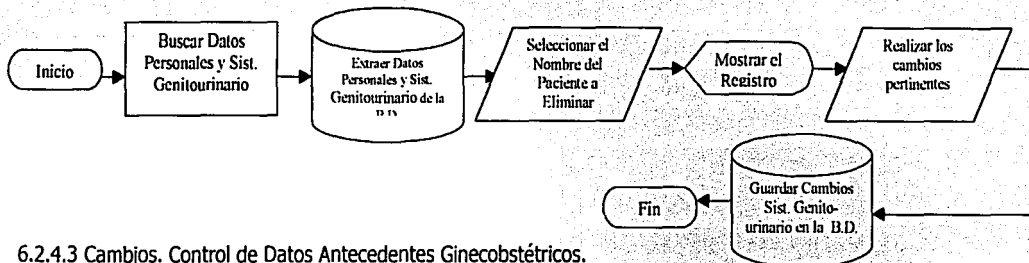 Inicio
Buscar Datos
Personales y Sist.
Genitourinario
Extraer Datos
Personales y Sist.
Genitourinario de la
B.D.
Seleccionar el
Nombre del
Paciente a
Eliminar
Mostrar el
Registro
Realizar los
cambios
pertinentes
Guardar Cambios
Sist. Genito-
urinario en la B.D.
Fin
6.2.4.3 Cambios. Control de Datos Antecedentes Ginecobstétricos.